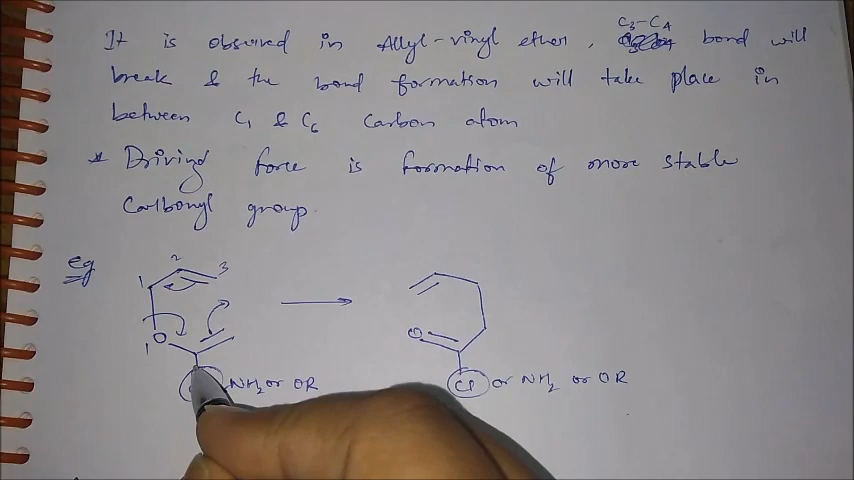 It is observed in Allyl-vinyl ether, C3-C4 bond will
break & the bond formation will take place in
between C1 & C6 Carbon atom
* Driving force is formation of more stable
Carbonyl group.
eg
1 2 3
O
1
NH2 or OR
O
Cl or NH2 or OR